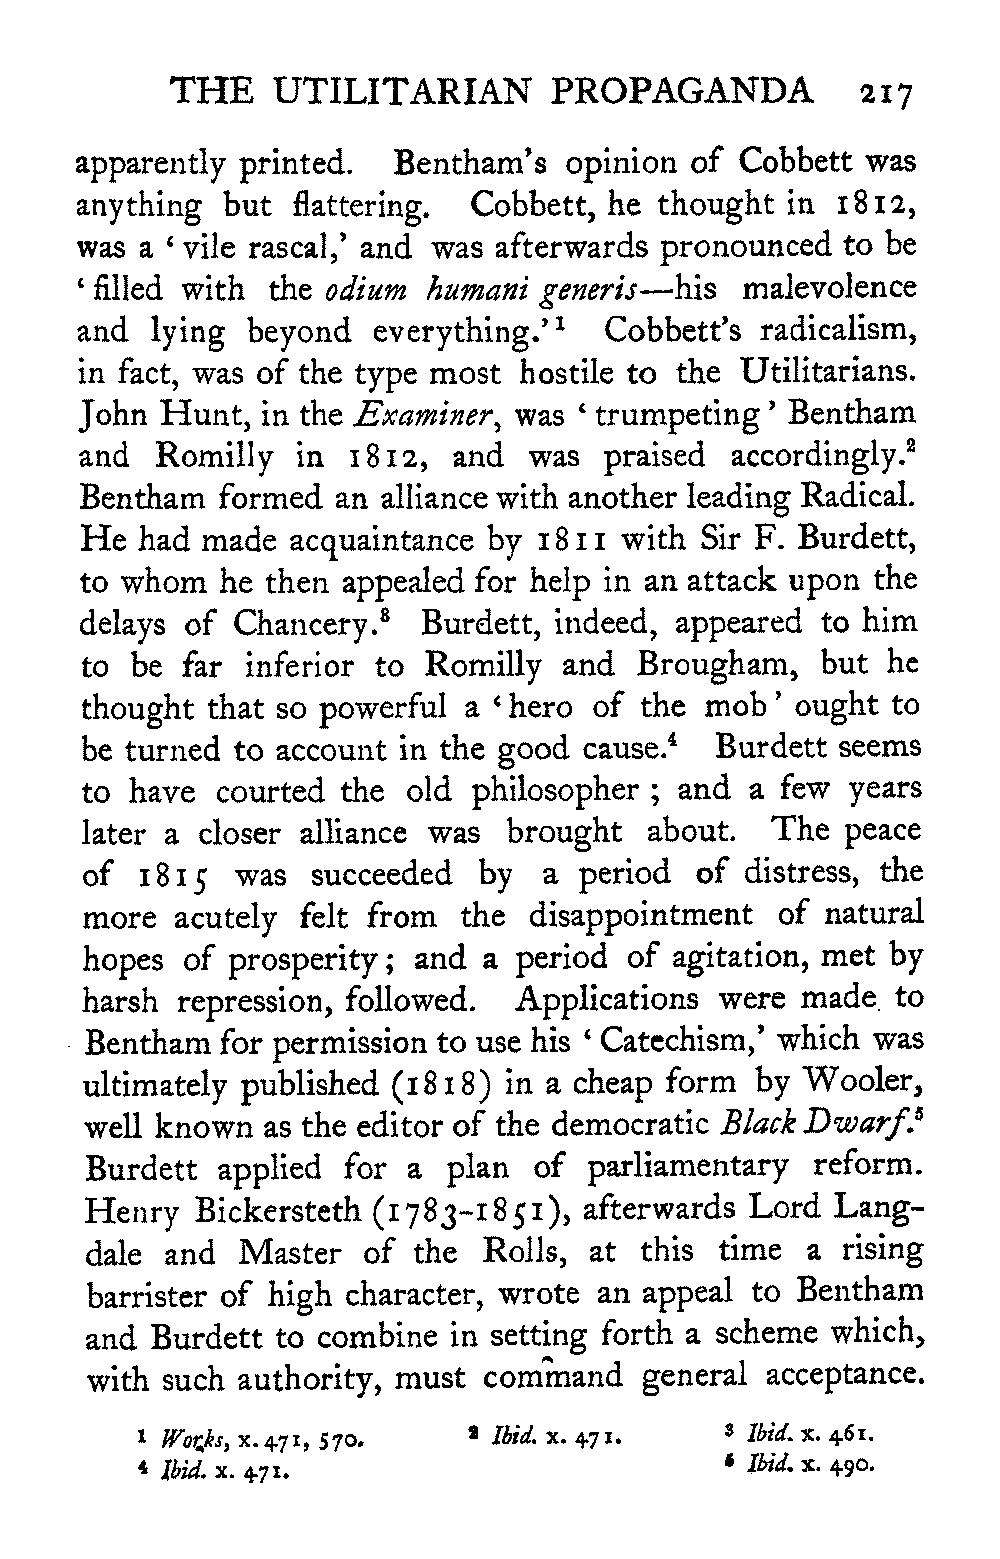 THE UTILITARIAN PROPAGANDA 217
apparently printed. Bentham's opinion of Cobbett was
anything but flattering. Cobbett, he thought in 1812,
was a ‘vile rascal,’ and was afterwards pronounced to be
‘filled with the odium humani generis—his malevolence
and lying beyond everything.’¹ Cobbett's radicalism,
in fact, was of the type most hostile to the Utilitarians.
John Hunt, in the Examiner, was ‘trumpeting’ Bentham
and Romilly in 1812, and was praised accordingly.²
Bentham formed an alliance with another leading Radical.
He had made acquaintance by 1811 with Sir F. Burdett,
to whom he then appealed for help in an attack upon the
delays of Chancery.³ Burdett, indeed, appeared to him
to be far inferior to Romilly and Brougham, but he
thought that so powerful a ‘hero of the mob’ ought to
be turned to account in the good cause.⁴ Burdett seems
to have courted the old philosopher; and a few years
later a closer alliance was brought about. The peace
of 1815 was succeeded by a period of distress, the
more acutely felt from the disappointment of natural
hopes of prosperity; and a period of agitation, met by
harsh repression, followed. Applications were made to
Bentham for permission to use his ‘Catechism,’ which was
ultimately published (1818) in a cheap form by Wooler,
well known as the editor of the democratic Black Dwarf.⁵
Burdett applied for a plan of parliamentary reform.
Henry Bickersteth (1783-1851), afterwards Lord Lang-
dale and Master of the Rolls, at this time a rising
barrister of high character, wrote an appeal to Bentham
and Burdett to combine in setting forth a scheme which,
with such authority, must command general acceptance.
¹ Works, x. 471, 570. ² Ibid. x. 471. ³ Ibid. x. 461.
⁴ Ibid. x. 471. ⁵ Ibid. x. 490.